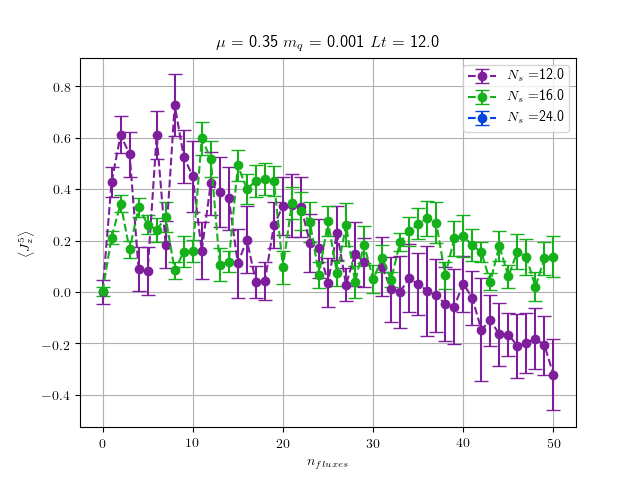 μ = 0.35 m_q = 0.001 Lt = 12.0
N_s =12.0
N_s =16.0
N_s =24.0
⟨J_z^5⟩
0.8
0.6
0.4
0.2
0.0
−0.2
−0.4
0 10 20 30 40 50
n_{fluxes}